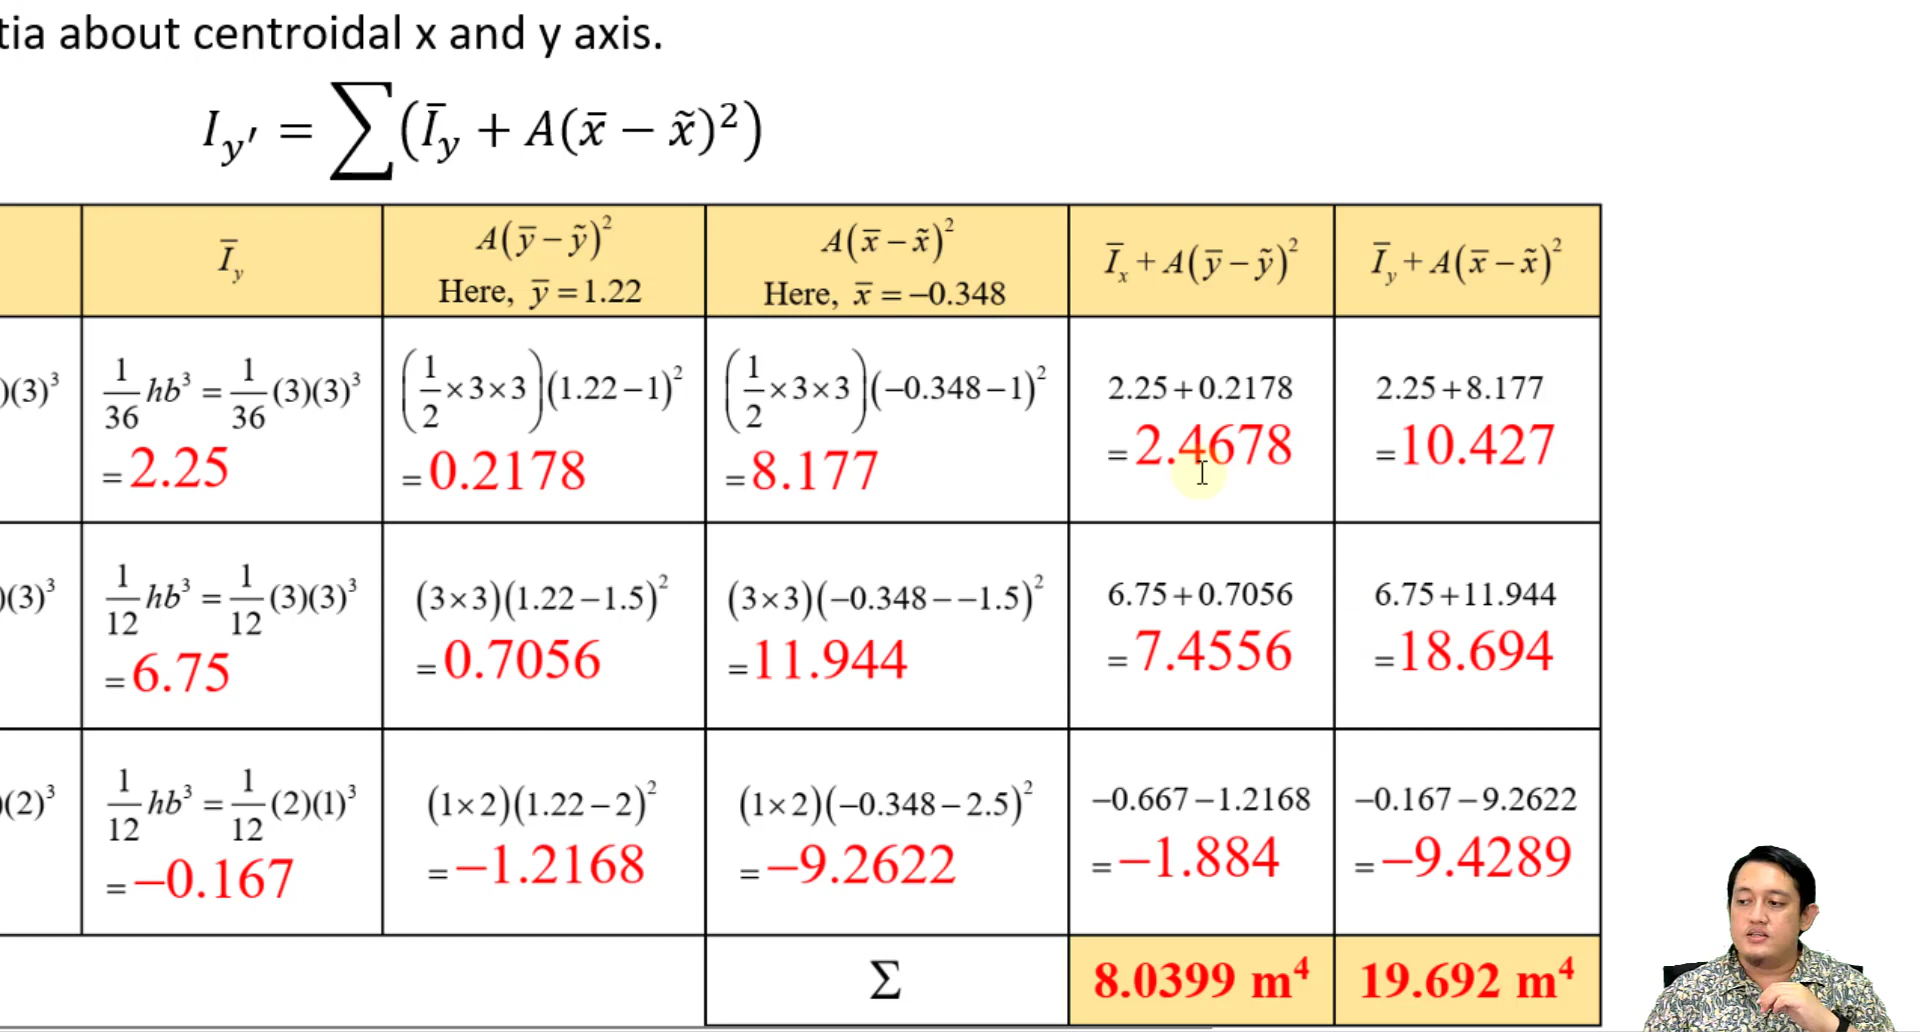 tia about centroidal x and y axis.
I_y′ = ∑(Ī_y + A(x̄ − x̃)²)
Ī_y
A(ȳ − ỹ)²
Here, ȳ = 1.22
A(x̄ − x̃)²
Here, x̄ = −0.348
Ī_x + A(ȳ − ỹ)²
Ī_y + A(x̄ − x̃)²
)(3)³
1/36 hb³ = 1/36 (3)(3)³
= 2.25
(1/2 × 3 × 3)(1.22 − 1)²
= 0.2178
(1/2 × 3 × 3)(−0.348 − 1)²
= 8.177
2.25 + 0.2178
= 2.4678
2.25 + 8.177
= 10.427
)(3)³
1/12 hb³ = 1/12 (3)(3)³
= 6.75
(3×3)(1.22 − 1.5)²
= 0.7056
(3×3)(−0.348 − −1.5)²
= 11.944
6.75 + 0.7056
= 7.4556
6.75 + 11.944
= 18.694
)(2)³
1/12 hb³ = 1/12 (2)(1)³
= −0.167
(1×2)(1.22 − 2)²
= −1.2168
(1×2)(−0.348 − 2.5)²
= −9.2622
−0.667 − 1.2168
= −1.884
−0.167 − 9.2622
= −9.4289
Σ
8.0399 m⁴
19.692 m⁴